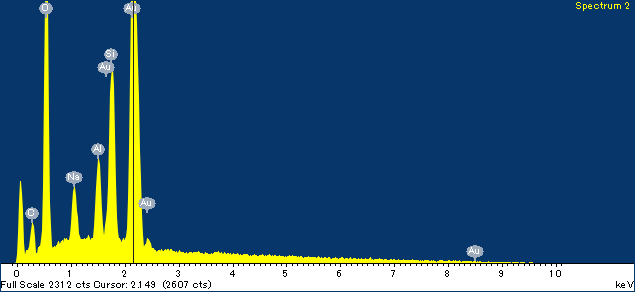 Spectrum 2
O Au
Si
Au
Al
Na
Au
Au
0 1 2 3 4 5 6 7 8 9 10
Full Scale 2312 cts Cursor: 2.149 (2607 cts) keV